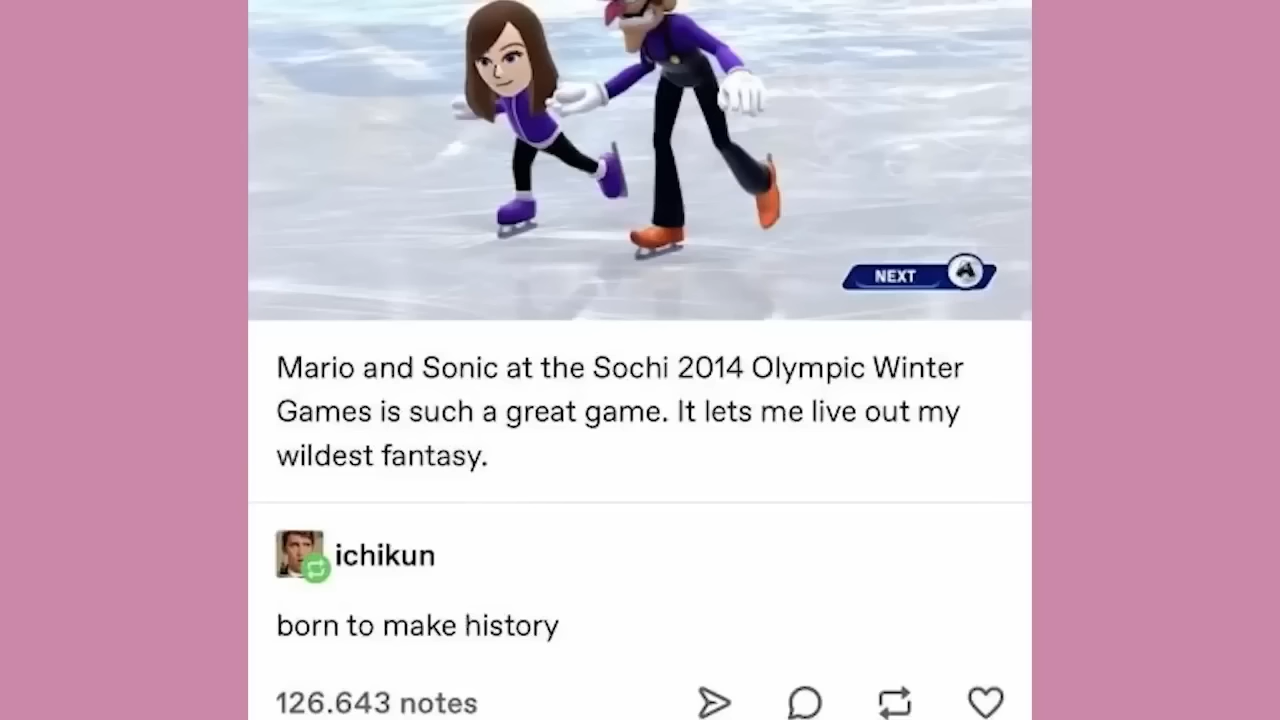 NEXT A
Mario and Sonic at the Sochi 2014 Olympic Winter
Games is such a great game. It lets me live out my
wildest fantasy.
ichikun
born to make history
126.643 notes